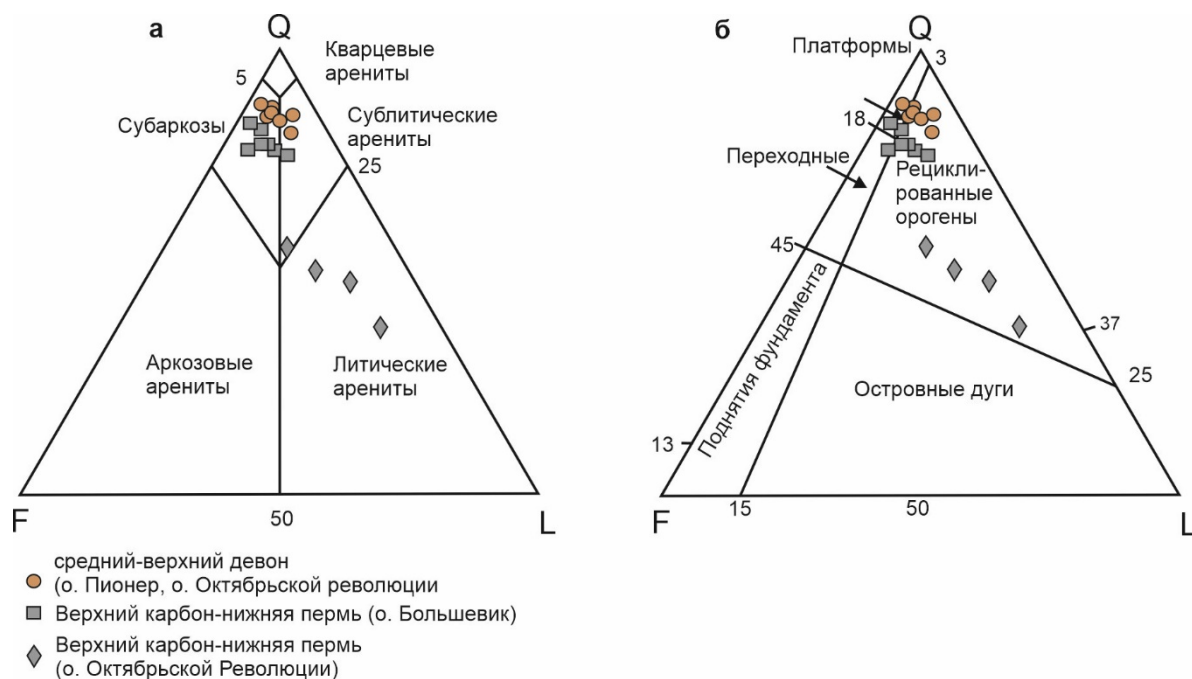 а
Q
Кварцевые
арениты
5
Сублитические
арениты
Субаркозы
25
Аркозовые
арениты
Литические
арениты
F
50
L
б
Q
Платформы
3
18
Переходные
Рецикли-
рованные
орогены
45
37
25
Поднятия фундамента
Островные дуги
13
F
15
50
L
средний-верхний девон
(о. Пионер, о. Октябрьской революции
Верхний карбон-нижняя пермь (о. Большевик)
Верхний карбон-нижняя пермь
(о. Октябрьской Революции)